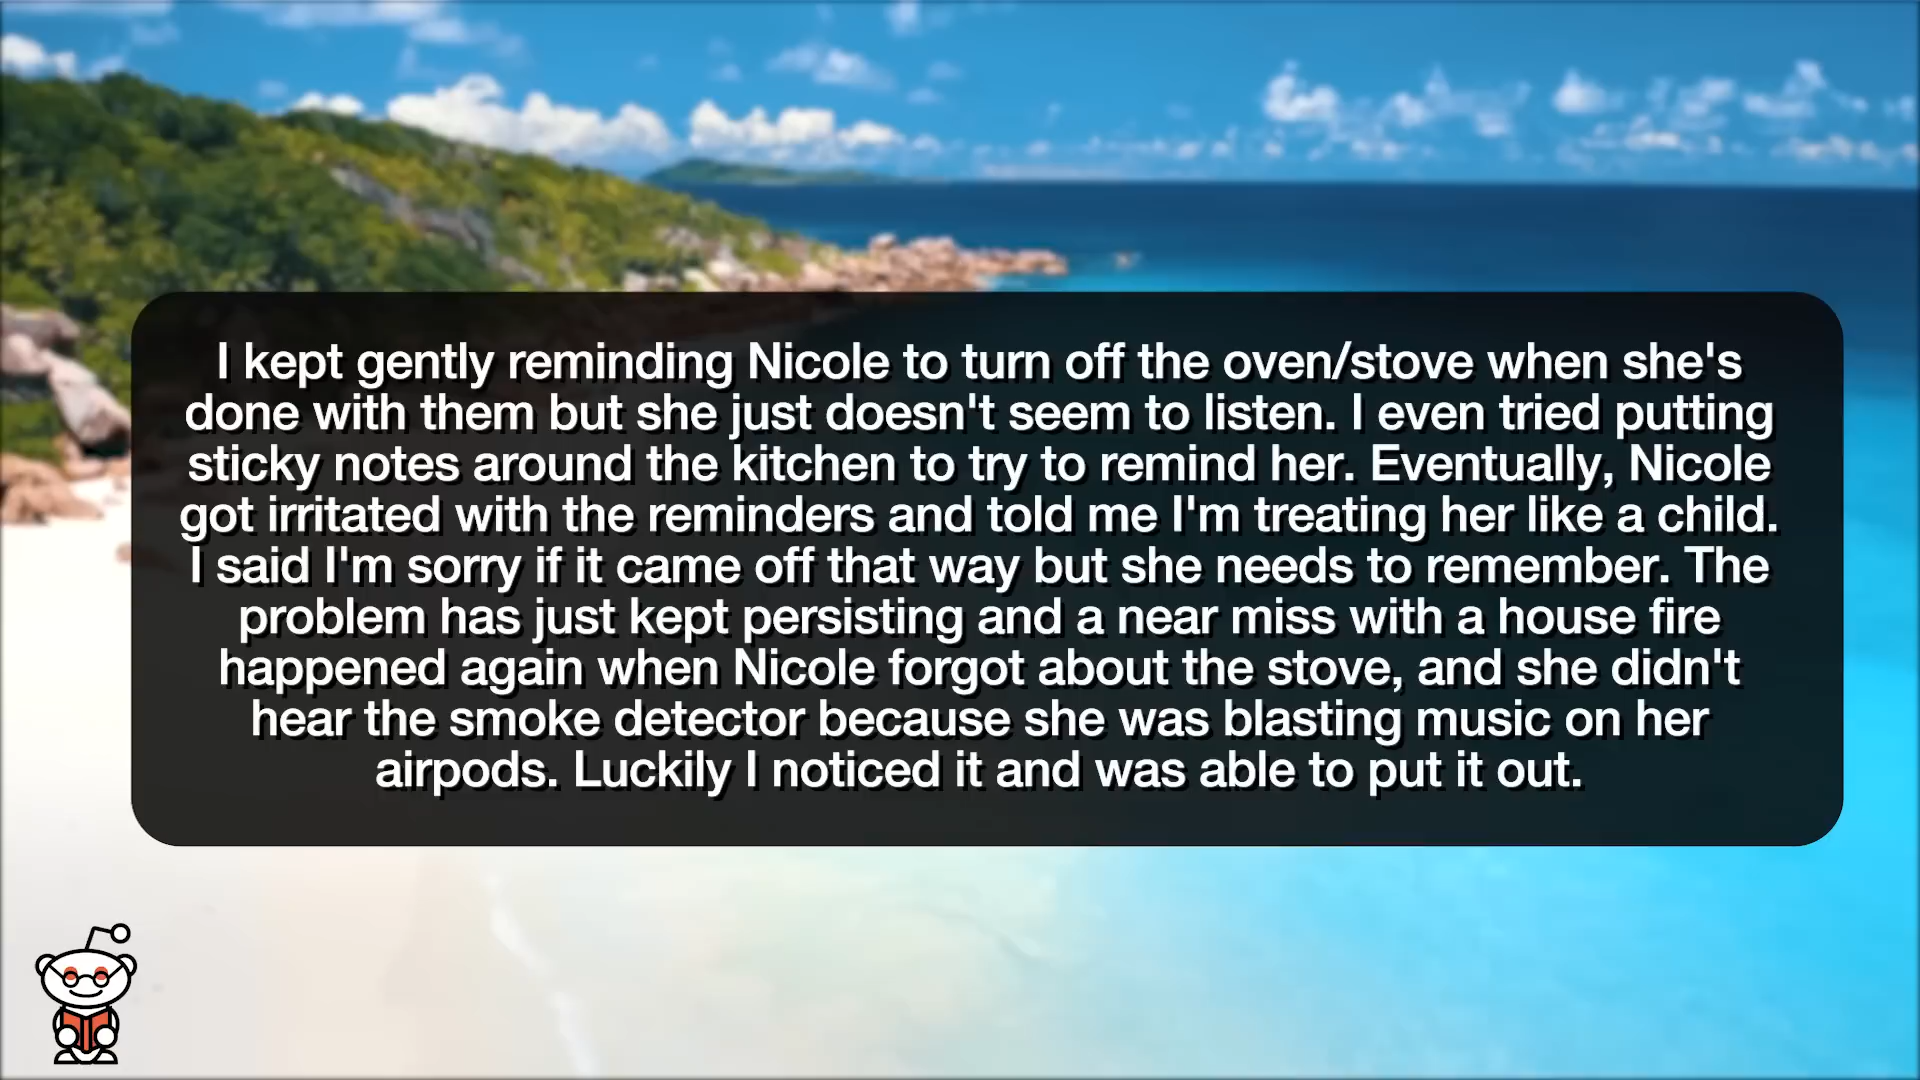 I kept gently reminding Nicole to turn off the oven/stove when she's
done with them but she just doesn't seem to listen. I even tried putting
sticky notes around the kitchen to try to remind her. Eventually, Nicole
got irritated with the reminders and told me I'm treating her like a child.
I said I'm sorry if it came off that way but she needs to remember. The
problem has just kept persisting and a near miss with a house fire
happened again when Nicole forgot about the stove, and she didn't
hear the smoke detector because she was blasting music on her
airpods. Luckily I noticed it and was able to put it out.